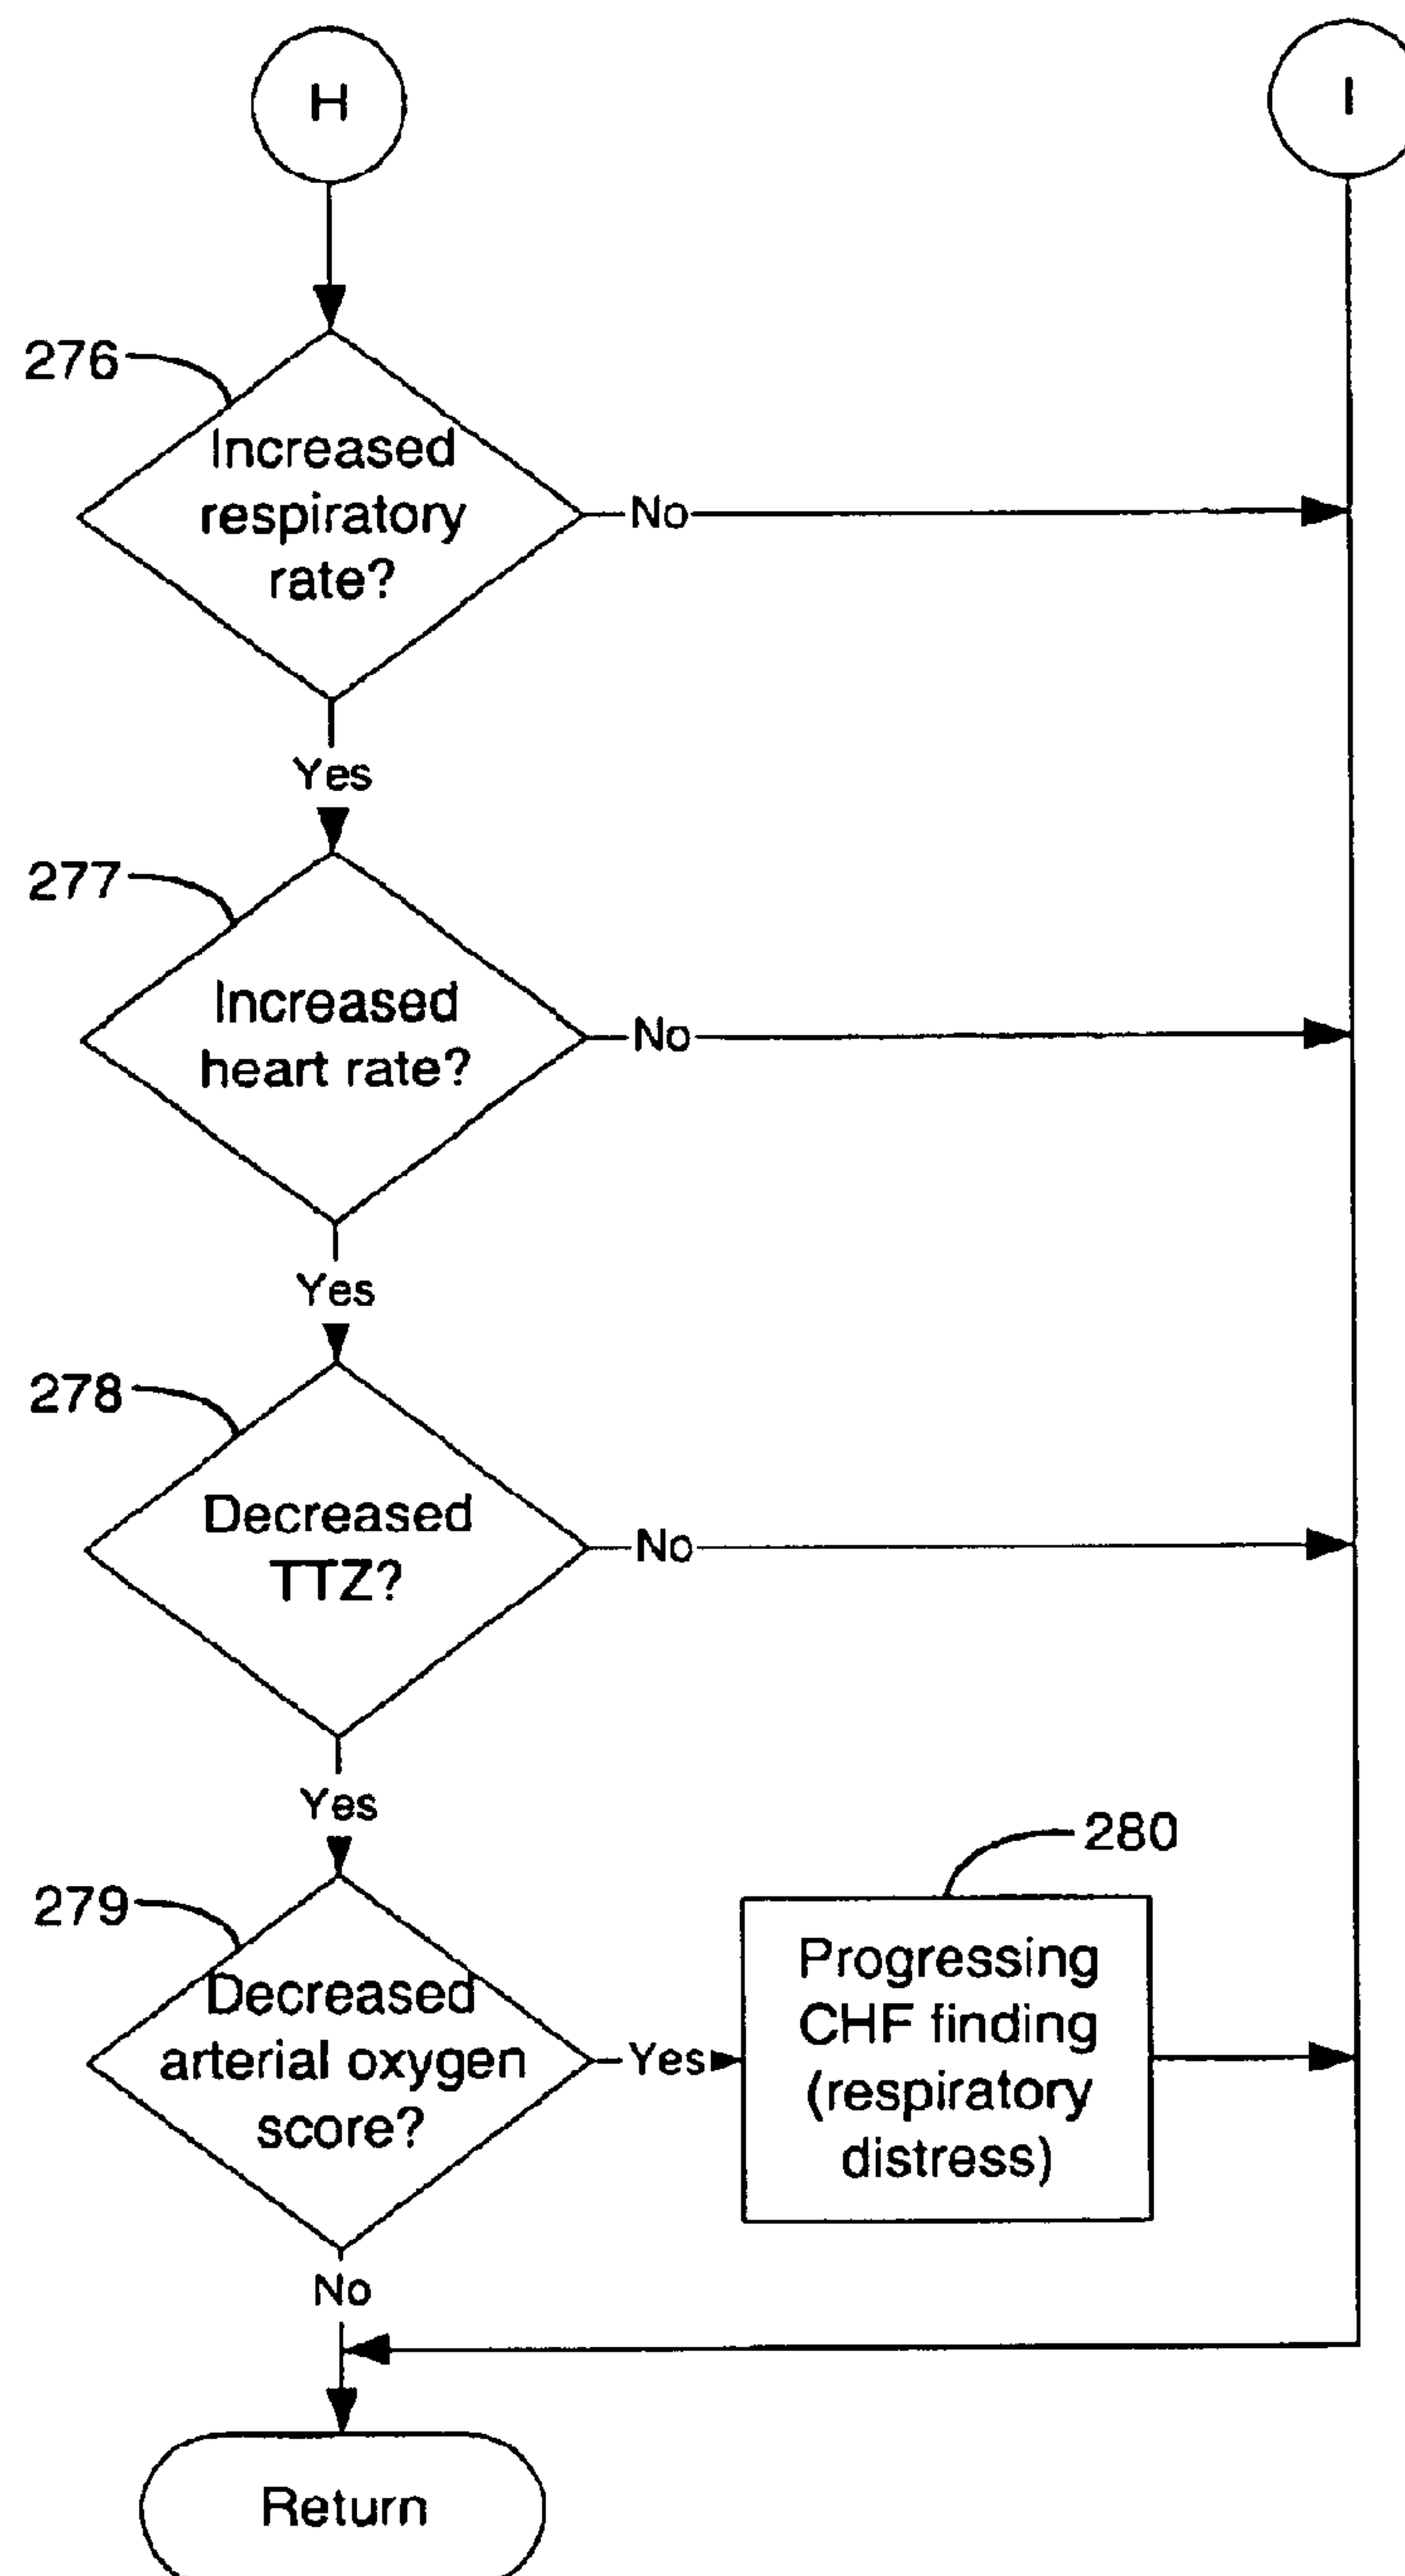 H
I
276
Increased
respiratory
rate?
No
Yes
277
Increased
heart rate?
No
Yes
278
Decreased
TTZ?
No
Yes
279
Decreased
arterial oxygen
score?
Yes
280
Progressing
CHF finding
(respiratory
distress)
No
Return